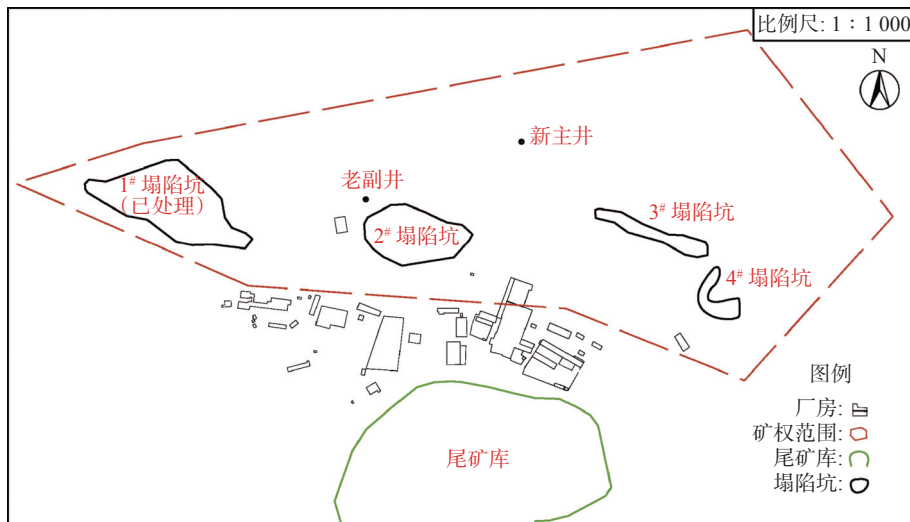 比例尺: 1：1 000
N
新主井
1# 塌陷坑
（已处理）
老副井
2# 塌陷坑
3# 塌陷坑
4# 塌陷坑
图例
厂房:
矿权范围:
尾矿库:
塌陷坑:
尾矿库